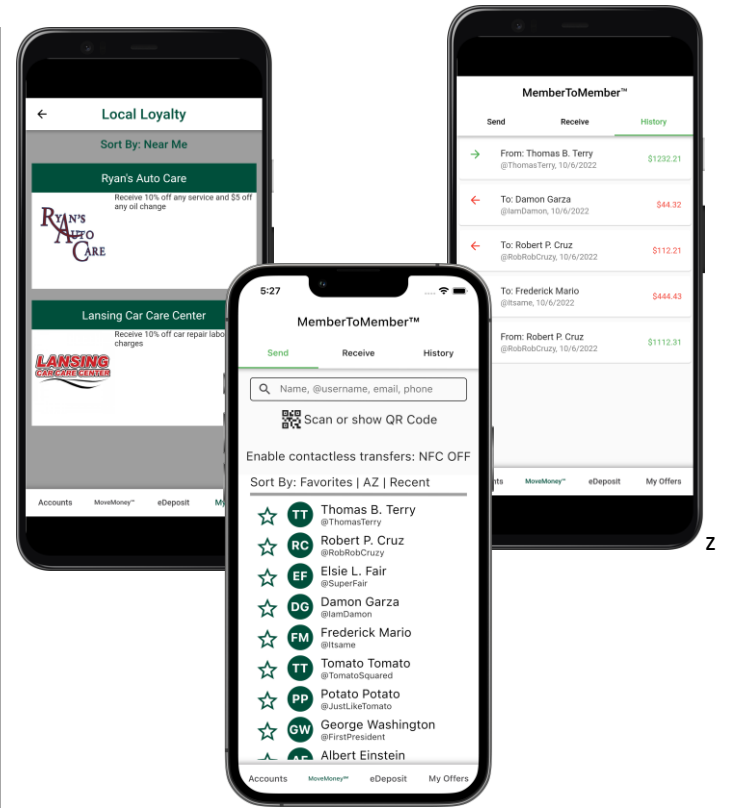 Local Loyalty
Sort By: Near Me
Ryan's Auto Care
Receive 10% off any service and $5 off
any oil change
RYAN'S
AUTO
CARE
Lansing Car Care Center
Receive 10% off car repair labo
charges
LANSING
CAR CARE CENTER
Accounts
MoveMoney™
eDeposit
My
MemberToMember™
Send
Receive
History
From: Thomas B. Terry
$1232.21
@ThomasTerry, 10/6/2022
To: Damon Garza
$44.32
@IamDamon, 10/6/2022
To: Robert P. Cruz
$112.21
@RobRobCruzy, 10/6/2022
To: Frederick Mario
$444.43
@Itsame, 10/6/2022
From: Robert P. Cruz
$1112.31
@RobRobCruzy, 10/6/2022
nts
MoveMoney™
eDeposit
My Offers
z
5:27
MemberToMember™
Send
Receive
History
Name, @username, email, phone
Scan or show QR Code
Enable contactless transfers: NFC OFF
Sort By: Favorites | AZ | Recent
TT
Thomas B. Terry
@ThomasTerry
RC
Robert P. Cruz
@RobRobCruzy
EF
Elsie L. Fair
@SuperFair
DG
Damon Garza
@IamDamon
FM
Frederick Mario
@Itsame
TT
Tomato Tomato
@TomatoSquared
PP
Potato Potato
@JustLikeTomato
GW
George Washington
@FirstPresident
Albert Einstein
Accounts
MoveMoney™
eDeposit
My Offers